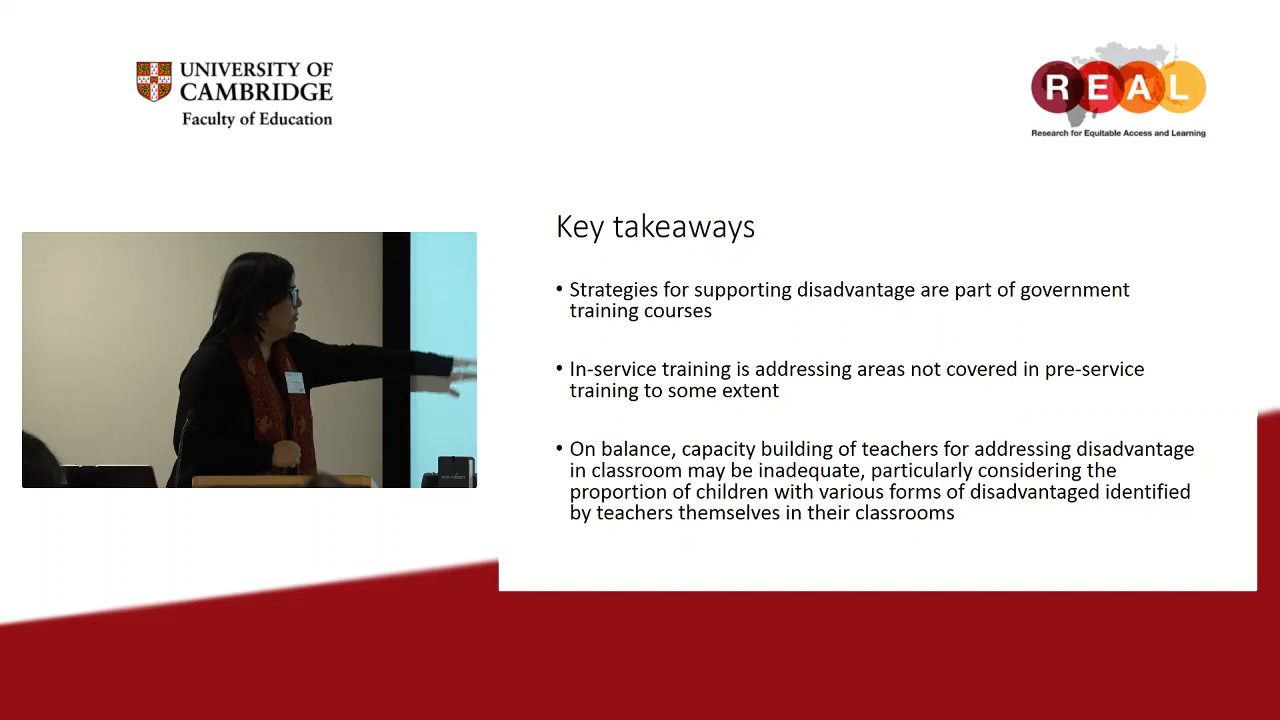 UNIVERSITY OF
CAMBRIDGE
Faculty of Education
REAL
Research for Equitable Access and Learning
Key takeaways
• Strategies for supporting disadvantage are part of government
training courses
• In-service training is addressing areas not covered in pre-service
training to some extent
• On balance, capacity building of teachers for addressing disadvantage
in classroom may be inadequate, particularly considering the
proportion of children with various forms of disadvantaged identified
by teachers themselves in their classrooms